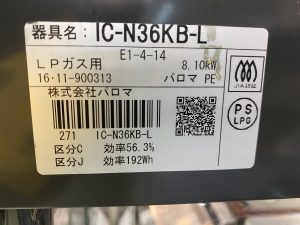 器具名：IC-N36KB-L
E1-4-14
LPガス用 8.10kW
16･11-900313 パロマ PE
株式会社パロマ
271 IC-N36KB-L
区分C 効率56.3%
区分J 効率192Wh
PS
LPG